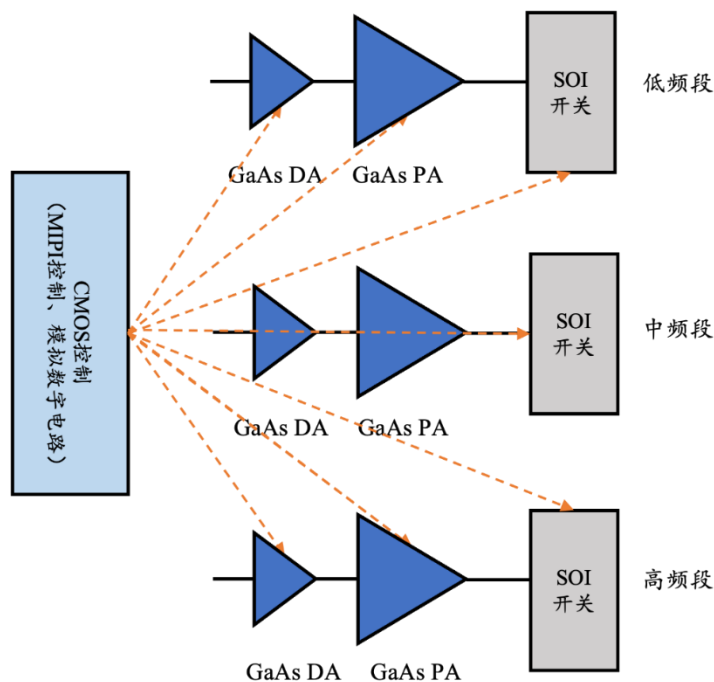 SOI
开关
低频段
GaAs DA
GaAs PA
CMOS控制
（MIPI控制、模拟数字电路）
SOI
开关
中频段
GaAs DA
GaAs PA
SOI
开关
高频段
GaAs DA
GaAs PA